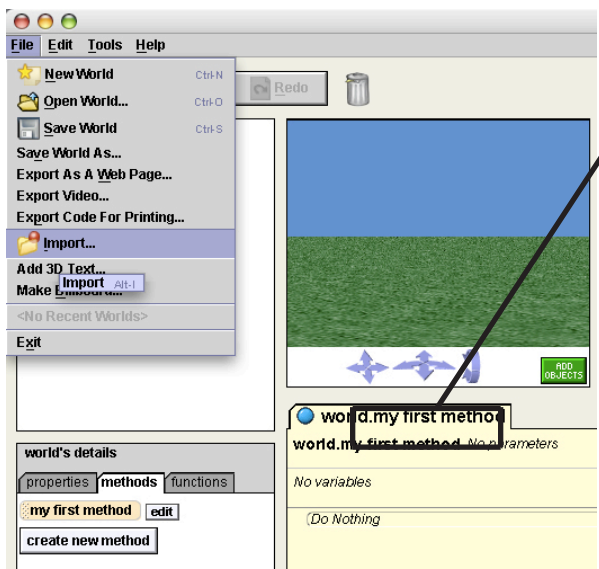 File Edit Tools Help
New World Ctrl-N
Open World... Ctrl-O
Save World Ctrl-S
Save World As...
Export As A Web Page...
Export Video...
Export Code For Printing...
Import...
Add 3D Text...
Import Alt-I
Make Billboard...
<No Recent Worlds>
Exit
Redo
ADD
OBJECTS
world's details
properties methods functions
my first method edit
create new method
world.my first method
world.my first method No parameters
No variables
(Do Nothing